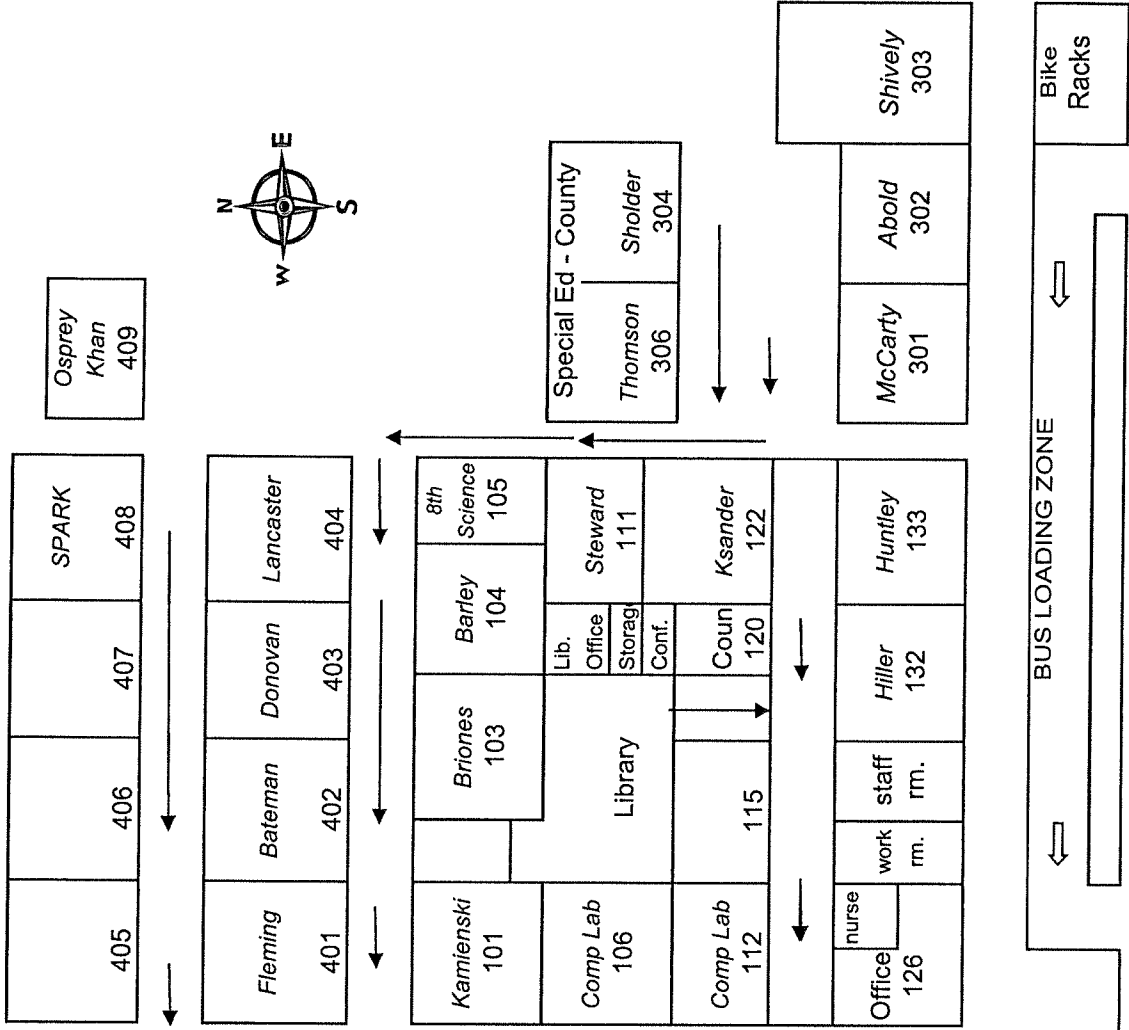 SPARK
408
407
406
405
Osprey
Khan
409
N
E
S
W
Lancaster
404
Donovan
403
Bateman
402
Fleming
401
8th
Science
105
Barley
104
Briones
103
Kamienski
101
Steward
111
Lib.
Office
Storag
Conf.
Library
Comp Lab
106
Ksander
122
Coun
120
115
Comp Lab
112
Special Ed - County
Thomson
306
Sholder
304
Shively
303
Abold
302
McCarty
301
Huntley
133
Hiller
132
staff
rm.
work
rm.
nurse
Office
126
BUS LOADING ZONE
Bike
Racks